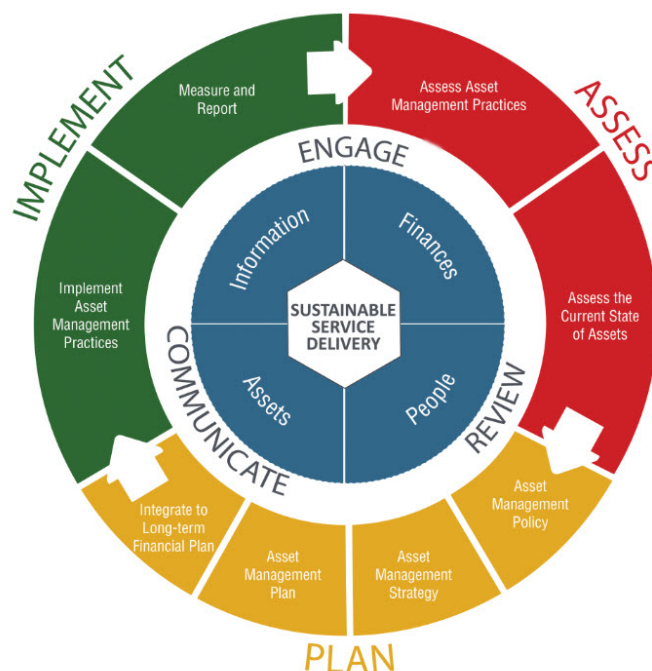 IMPLEMENT
Measure and
Report
Assess Asset
Management Practices
ASSESS
ENGAGE
Information
Finances
Implement
Asset
Management
Practices
SUSTAINABLE
SERVICE
DELIVERY
Assess the
Current State
of Assets
COMMUNICATE
Assets
People
REVIEW
Integrate to
Long-term
Financial Plan
Asset
Management
Plan
Asset
Management
Strategy
Asset
Management
Policy
PLAN